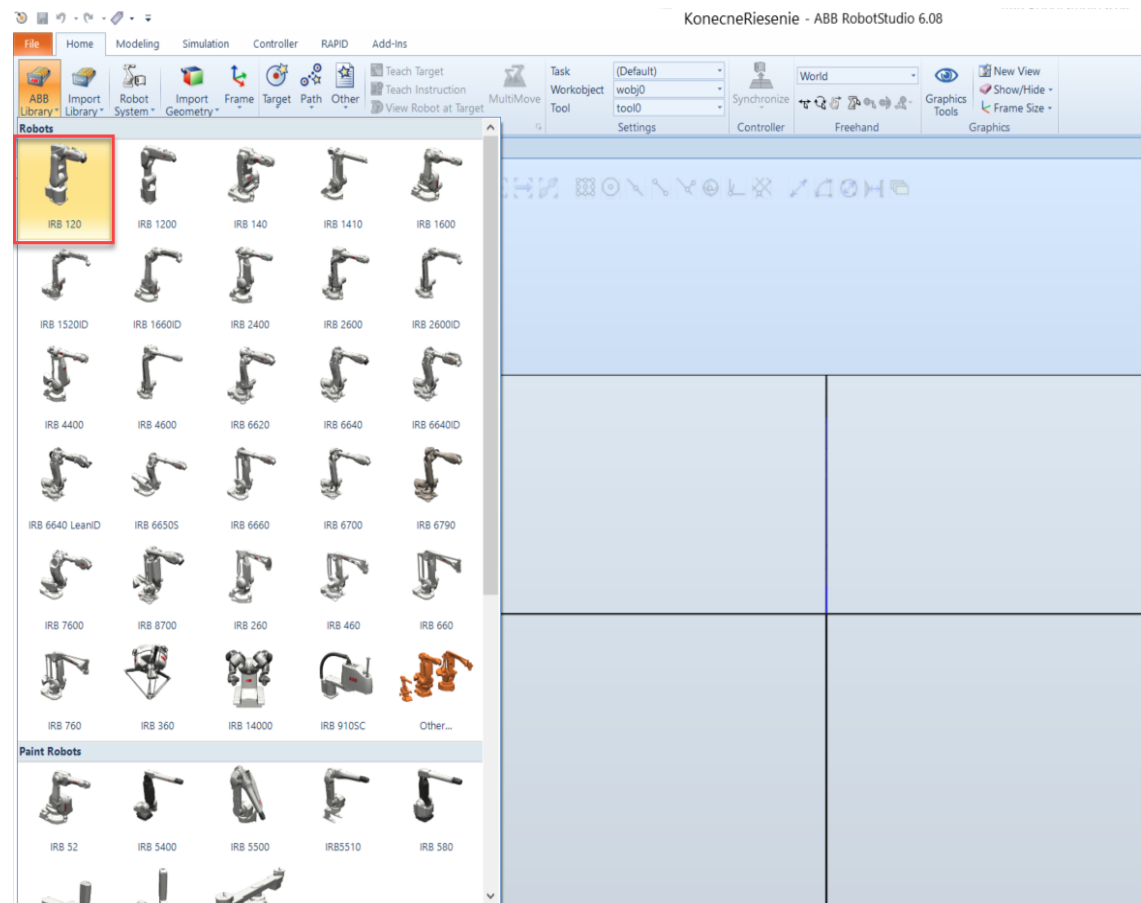 KonecneRiesenie - ABB RobotStudio 6.08
File Home Modeling Simulation Controller RAPID Add-Ins
ABB Library
Import Library
Robot System
Import Geometry
Frame
Target
Path
Other
Teach Target
Teach Instruction
View Robot at Target
MultiMove
Task (Default)
Workobject wobj0
Tool tool0
Settings
Synchronize
Controller
World
Freehand
Graphics Tools
New View
Show/Hide
Frame Size
Graphics
Robots
IRB 120 IRB 1200 IRB 140 IRB 1410 IRB 1600
IRB 1520ID IRB 1660ID IRB 2400 IRB 2600 IRB 2600ID
IRB 4400 IRB 4600 IRB 6620 IRB 6640 IRB 6640ID
IRB 6640 LeanID IRB 6650S IRB 6660 IRB 6700 IRB 6790
IRB 7600 IRB 8700 IRB 260 IRB 460 IRB 660
IRB 760 IRB 360 IRB 14000 IRB 910SC Other...
Paint Robots
IRB 52 IRB 5400 IRB 5500 IRB5510 IRB 580